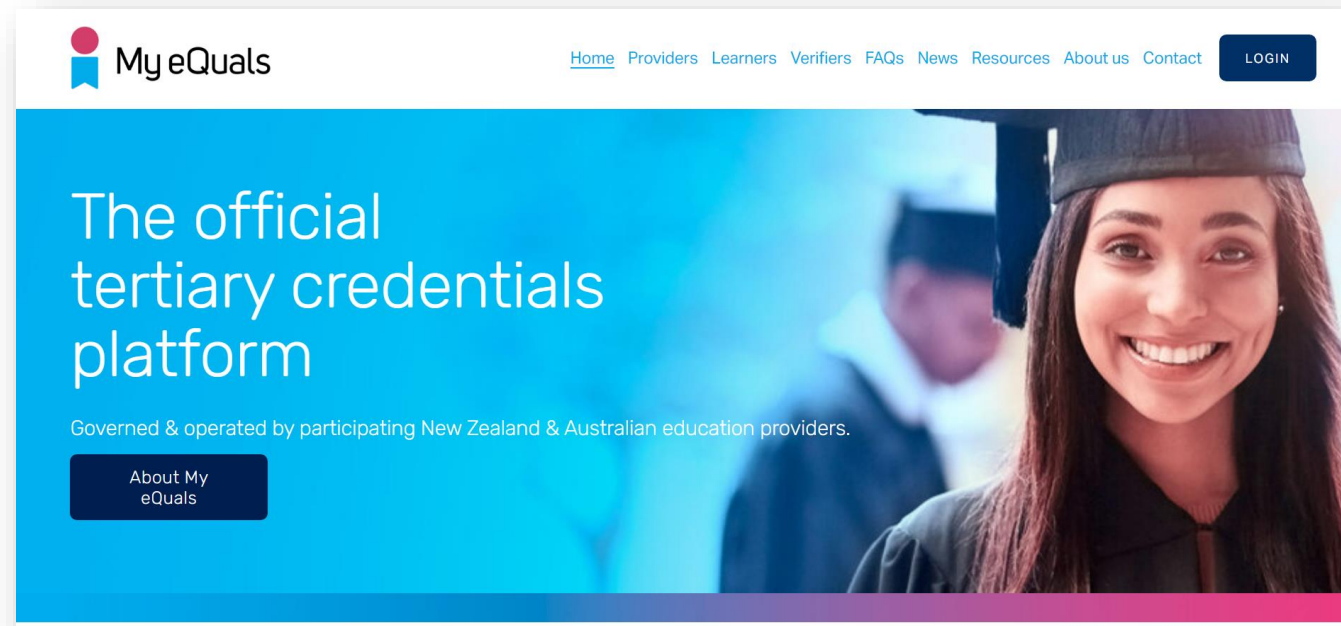 My eQuals
Home Providers Learners Verifiers FAQs News Resources About us Contact LOGIN
The official
tertiary credentials
platform
Governed & operated by participating New Zealand & Australian education providers.
About My
eQuals